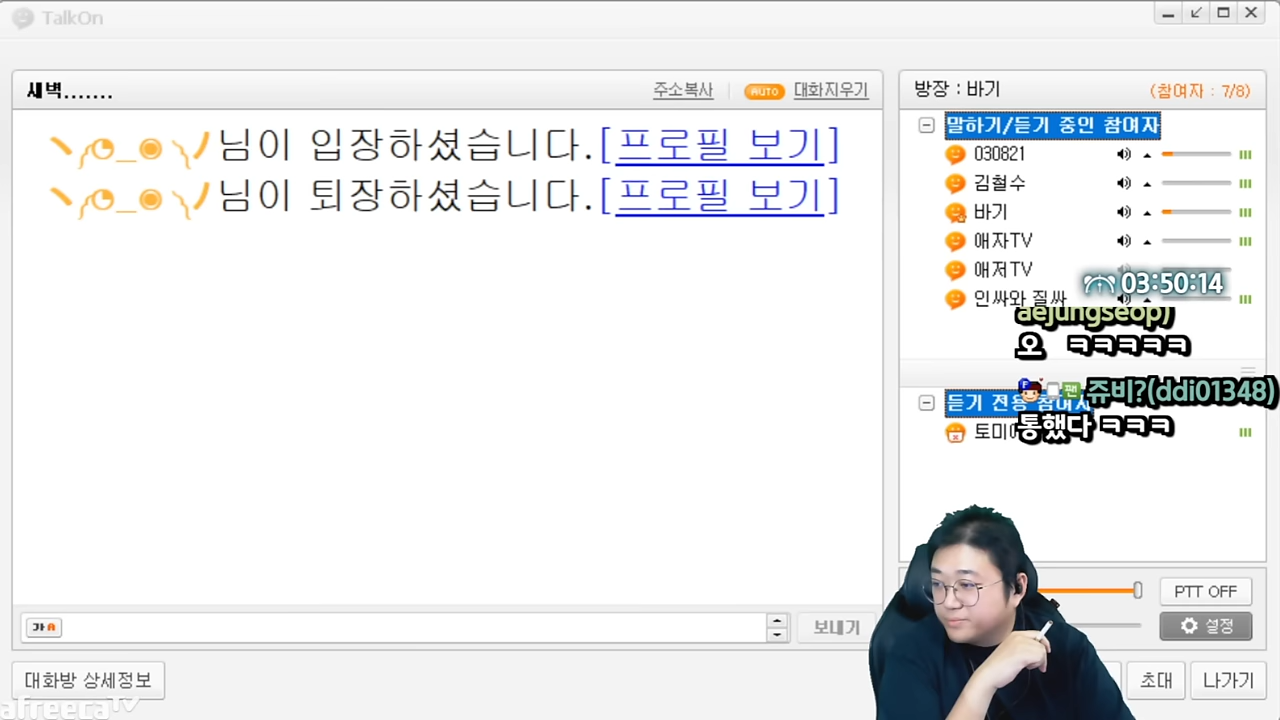 TalkOn
새벽.......
주소복사
AUTO
대화지우기
님이 입장하셨습니다.[프로필 보기]
님이 퇴장하셨습니다.[프로필 보기]
가
보내기
대화방 상세정보
afreecaTV
방장 : 바기
(참여자 : 7/8)
말하기/듣기 중인 참여자
030821
김철수
바기
애자TV
애저TV
인싸와 질싸
03:50:14
aejungseop)
오 ㅋㅋㅋㅋㅋ
F 팬 쥬비?(ddi01348)
통했다 ㅋㅋㅋ
듣기 전용 참여자
토미
PTT OFF
설정
초대
나가기